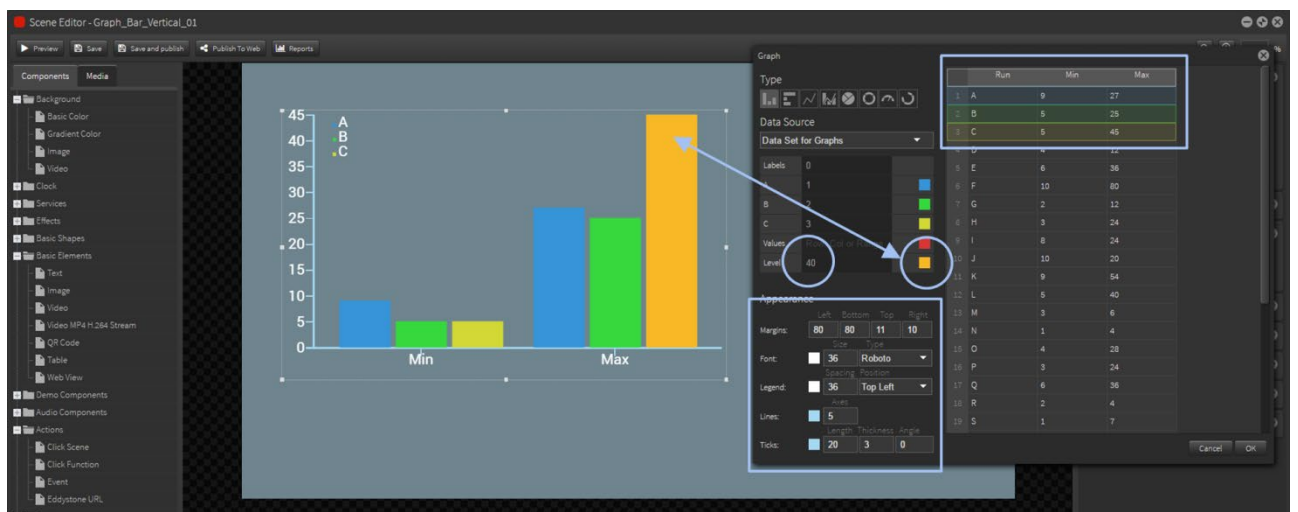 Scene Editor - Graph_Bar_Vertical_01
Preview Save Save and publish Publish To Web Reports
%
Components Media
Background
Basic Color
Gradient Color
Image
Video
Clock
Services
Effects
Basic Shapes
Basic Elements
Text
Image
Video
Video MP4 H.264 Stream
QR Code
Table
Web View
Demo Components
Audio Components
Actions
Click Scene
Click Function
Event
Eddystone URL
45
40
35
30
25
20
15
10
5
0
A
B
C
Min Max
Graph
Type
Data Source
Data Set for Graphs
Labels 0
1
B 2
C 3
Values
Level 40
Appearance
Left Bottom Top Right
Margins: 80 80 11 10
Size Type
Font: 36 Roboto
Spacing Position
Legend: 36 Top Left
Axes
Lines: 5
Length Thickness Angle
Ticks: 20 3 0
Run Min Max
1 A 9 27
2 B 5 25
3 C 5 45
4 D 4 12
5 E 6 36
6 F 10 80
7 G 2 12
8 H 3 24
9 I 8 24
10 J 10 20
11 K 9 54
12 L 5 40
13 M 3 6
14 N 1 4
15 O 4 28
16 P 3 24
17 Q 6 36
18 R 2 4
19 S 1 7
Cancel OK